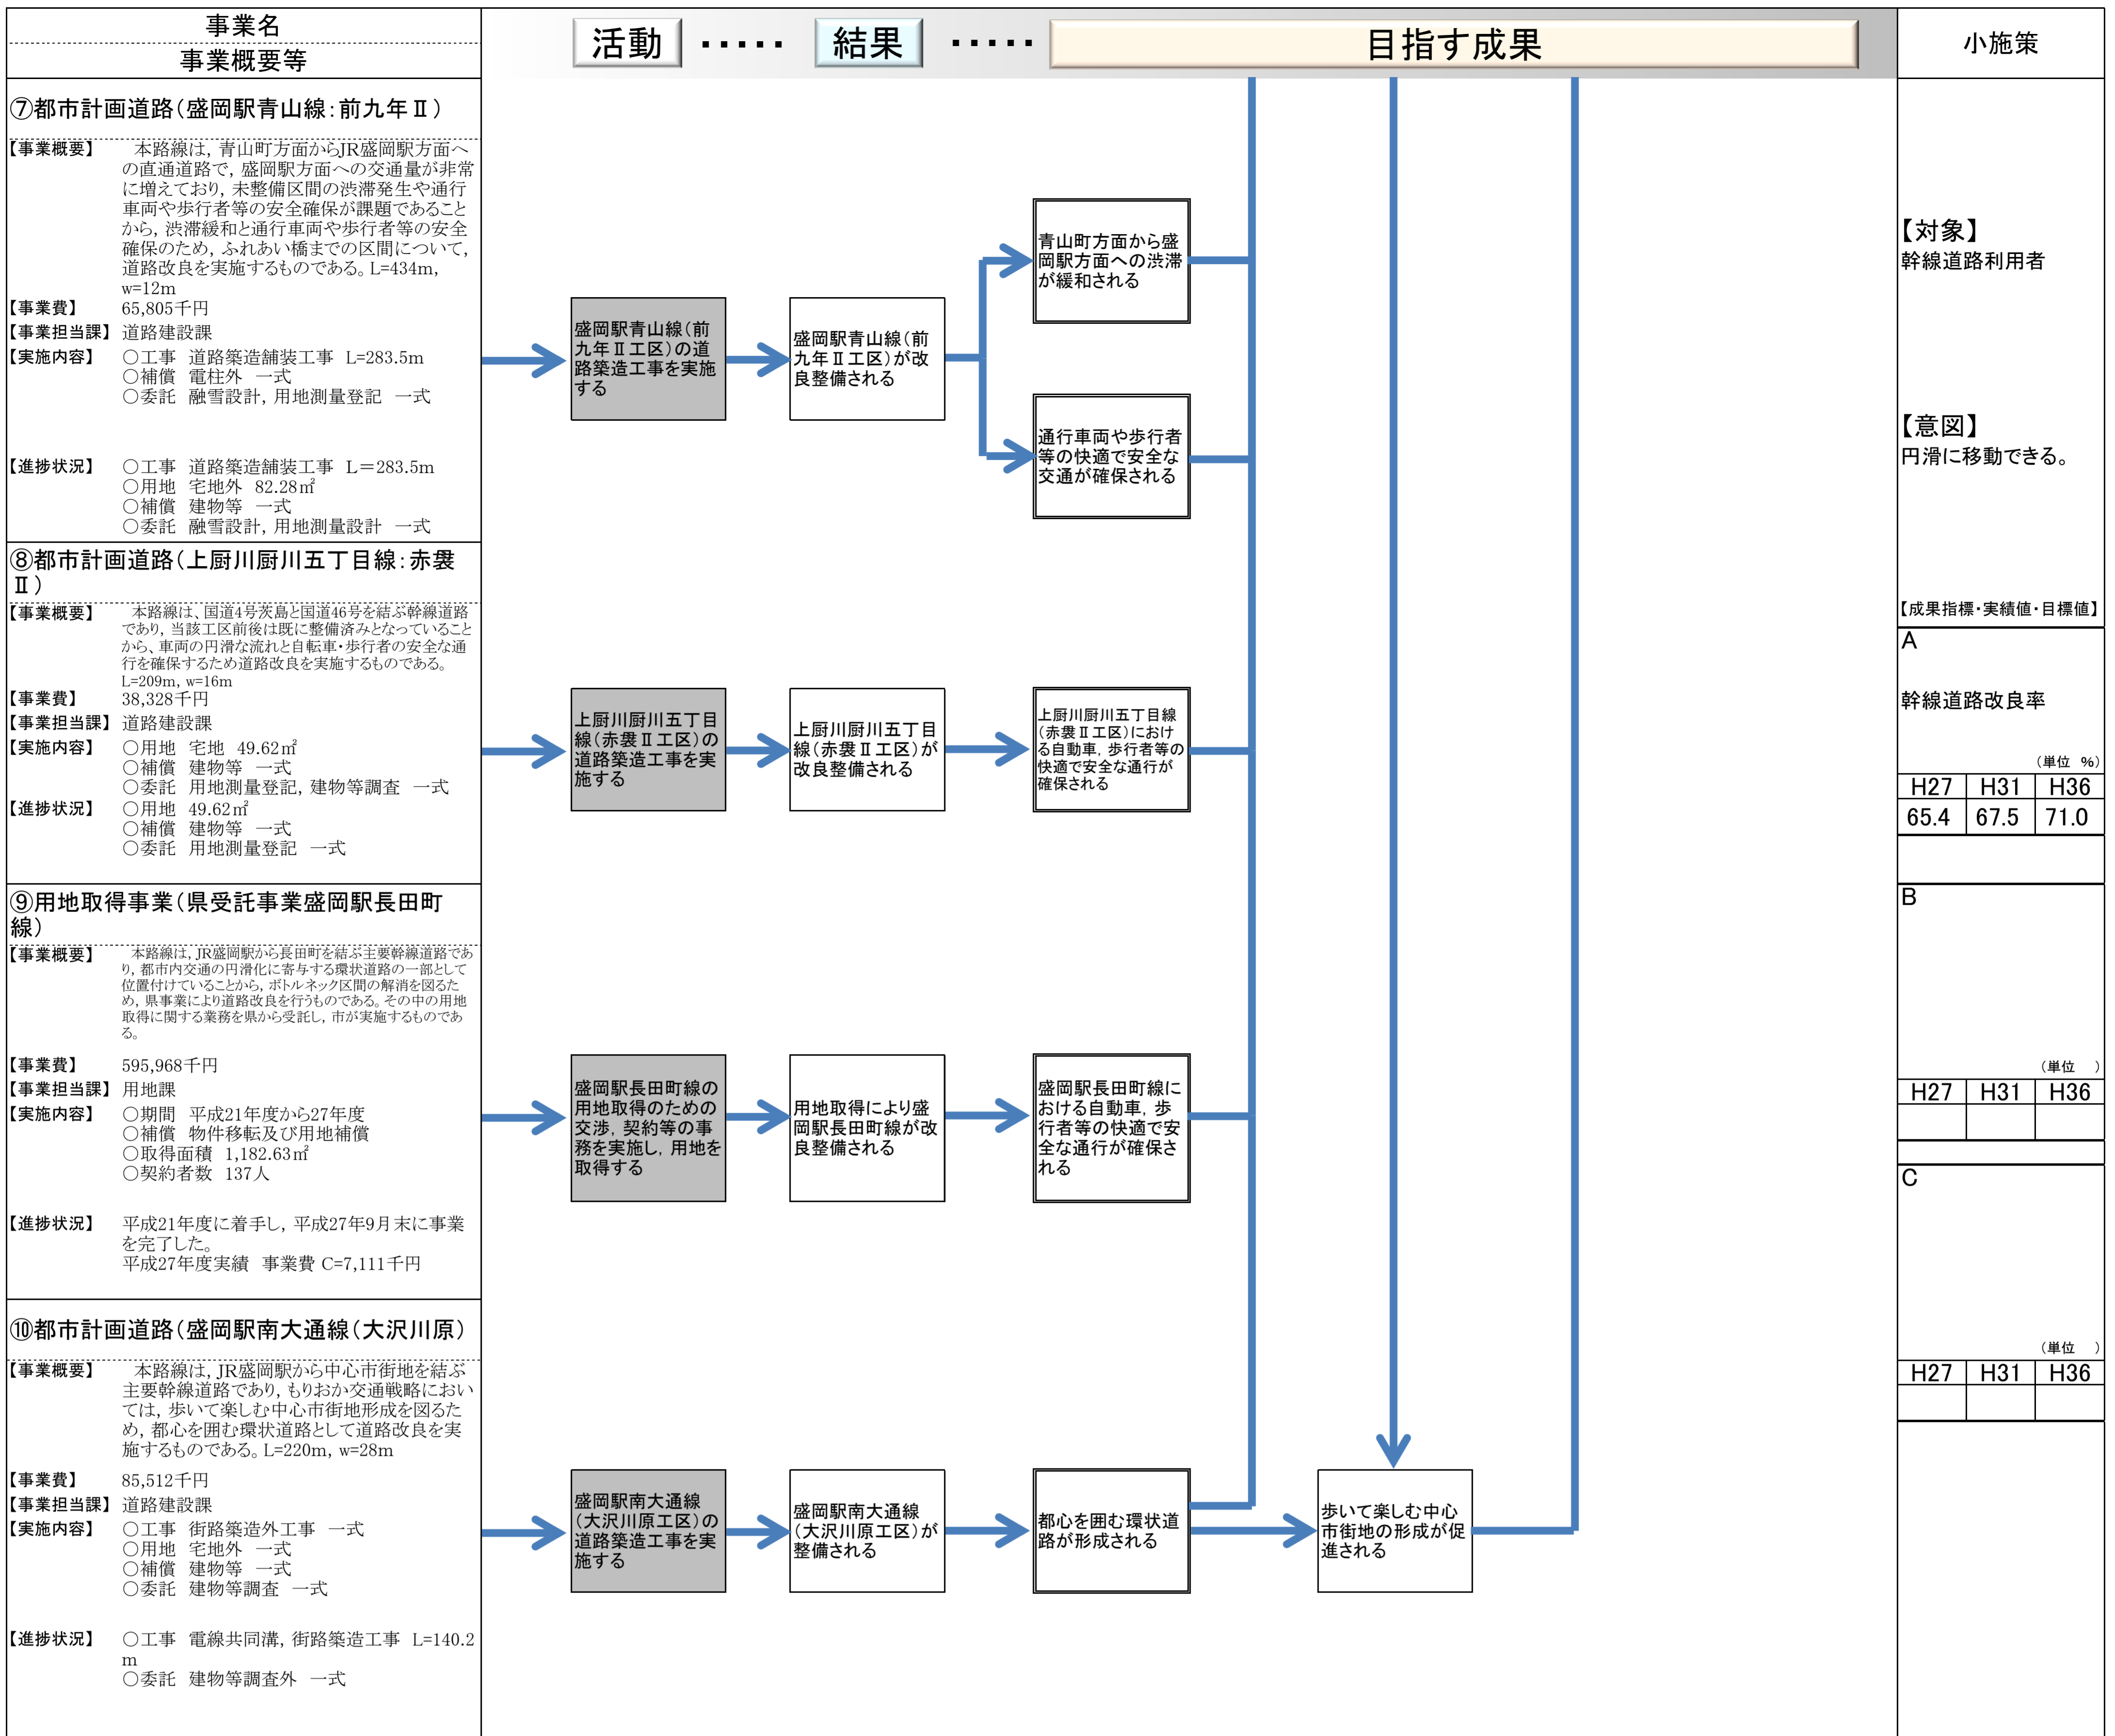 事業名
事業概要等
活動
・・・・・
結果
・・・・・
目指す成果
小施策
⑦都市計画道路(盛岡駅青山線:前九年Ⅱ)
【事業概要】 本路線は,青山町方面からJR盛岡駅方面へ
の直通道路で,盛岡駅方面への交通量が非常
に増えており,未整備区間の渋滞発生や通行
車両や歩行者等の安全確保が課題であること
から,渋滞緩和と通行車両や歩行者等の安全
確保のため,ふれあい橋までの区間について,
道路改良を実施するものである。L=434m,
w=12m
【事業費】 65,805千円
【事業担当課】 道路建設課
【実施内容】 ○工事 道路築造舗装工事 L=283.5m
○補償 電柱外 一式
○委託 融雪設計,用地測量登記 一式
【進捗状況】 ○工事 道路築造舗装工事 L=283.5m
○用地 宅地外 82.28㎡
○補償 建物等 一式
○委託 融雪設計,用地測量設計 一式
盛岡駅青山線(前
九年Ⅱ工区)の道
路築造工事を実施
する
盛岡駅青山線(前
九年Ⅱ工区)が改
良整備される
青山町方面から盛
岡駅方面への渋滞
が緩和される
通行車両や歩行者
等の快適で安全な
交通が確保される
⑧都市計画道路(上厨川厨川五丁目線:赤袰
Ⅱ)
【事業概要】 本路線は、国道4号茨島と国道46号を結ぶ幹線道路
であり,当該工区前後は既に整備済みとなっていること
から、車両の円滑な流れと自転車・歩行者の安全な通
行を確保するため道路改良を実施するものである。
L=209m, w=16m
【事業費】 38,328千円
【事業担当課】 道路建設課
【実施内容】 ○用地 宅地 49.62㎡
○補償 建物等 一式
○委託 用地測量登記,建物等調査 一式
【進捗状況】 ○用地 49.62㎡
○補償 建物等 一式
○委託 用地測量登記 一式
上厨川厨川五丁目
線(赤袰Ⅱ工区)の
道路築造工事を実
施する
上厨川厨川五丁目
線(赤袰Ⅱ工区)が
改良整備される
上厨川厨川五丁目線
(赤袰Ⅱ工区)におけ
る自動車,歩行者等の
快適で安全な通行が
確保される
⑨用地取得事業(県受託事業盛岡駅長田町
線)
【事業概要】 本路線は,JR盛岡駅から長田町を結ぶ主要幹線道路であ
り,都市内交通の円滑化に寄与する環状道路の一部として
位置付けていることから,ボトルネック区間の解消を図るた
め,県事業により道路改良を行うものである。その中の用地
取得に関する業務を県から受託し,市が実施するものであ
る。
【事業費】 595,968千円
【事業担当課】 用地課
【実施内容】 ○期間 平成21年度から27年度
○補償 物件移転及び用地補償
○取得面積 1,182.63㎡
○契約者数 137人
【進捗状況】 平成21年度に着手し,平成27年9月末に事業
を完了した。
平成27年度実績 事業費 C=7,111千円
盛岡駅長田町線の
用地取得のための
交渉,契約等の事
務を実施し,用地を
取得する
用地取得により盛
岡駅長田町線が改
良整備される
盛岡駅長田町線に
おける自動車,歩
行者等の快適で安
全な通行が確保さ
れる
⑩都市計画道路(盛岡駅南大通線(大沢川原)
【事業概要】 本路線は,JR盛岡駅から中心市街地を結ぶ
主要幹線道路であり,もりおか交通戦略におい
ては,歩いて楽しむ中心市街地形成を図るた
め,都心を囲む環状道路として道路改良を実
施するものである。L=220m, w=28m
【事業費】 85,512千円
【事業担当課】 道路建設課
【実施内容】 ○工事 街路築造外工事 一式
○用地 宅地外 一式
○補償 建物等 一式
○委託 建物等調査 一式
【進捗状況】 ○工事 電線共同溝,街路築造工事 L=140.2
m
○委託 建物等調査外 一式
盛岡駅南大通線
(大沢川原工区)の
道路築造工事を実
施する
盛岡駅南大通線
(大沢川原工区)が
整備される
都心を囲む環状道
路が形成される
歩いて楽しむ中心
市街地の形成が促
進される
【対象】
幹線道路利用者
【意図】
円滑に移動できる。
【成果指標・実績値・目標値】
A
幹線道路改良率
(単位 %)
H27 H31 H36
65.4 67.5 71.0
B
(単位 )
H27 H31 H36
C
(単位 )
H27 H31 H36